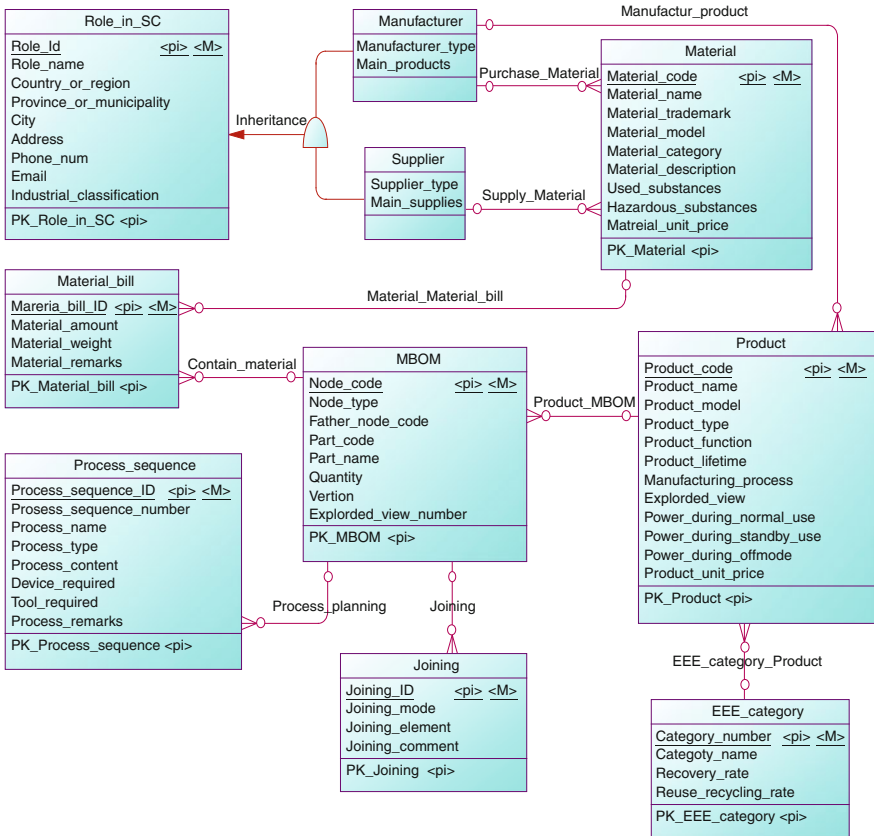 Role_in_SC
Role_Id <pi> <M>
Role_name
Country_or_region
Province_or_municipality
City
Address
Phone_num
Email
Industrial_classification
PK_Role_in_SC <pi>
Inheritance
Manufacturer
Manufacturer_type
Main_products
Supplier
Supplier_type
Main_supplies
Manufactur_product
Purchase_Material
Supply_Material
Material
Material_code <pi> <M>
Material_name
Material_trademark
Material_model
Material_category
Material_description
Used_substances
Hazardous_substances
Matreial_unit_price
PK_Material <pi>
Material_bill
Mareria_bill_ID <pi> <M>
Material_amount
Material_weight
Material_remarks
PK_Material_bill <pi>
Material_Material_bill
Contain_material
MBOM
Node_code <pi> <M>
Node_type
Father_node_code
Part_code
Part_name
Quantity
Vertion
Explorded_view_number
PK_MBOM <pi>
Product_MBOM
Product
Product_code <pi> <M>
Product_name
Product_model
Product_type
Product_function
Product_lifetime
Manufacturing_process
Explorded_view
Power_during_normal_use
Power_during_standby_use
Power_during_offmode
Product_unit_price
PK_Product <pi>
Process_sequence
Process_sequence_ID <pi> <M>
Prosess_sequence_number
Process_name
Process_type
Process_content
Device_required
Tool_required
Process_remarks
PK_Process_sequence <pi>
Process_planning
Joining
Joining
Joining_ID <pi> <M>
Joining_mode
Joining_element
Joining_comment
PK_Joining <pi>
EEE_category_Product
EEE_category
Category_number <pi> <M>
Categoty_name
Recovery_rate
Reuse_recycling_rate
PK_EEE_category <pi>